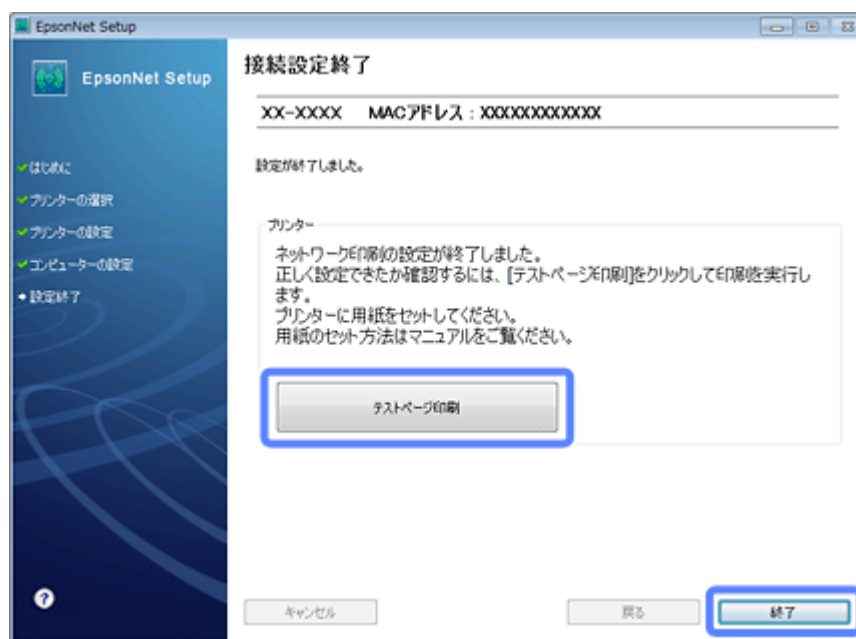 EpsonNet Setup
EpsonNet Setup
はじめに
プリンターの選択
プリンターの設定
コンピューターの設定
設定終了
接続設定終了
XX-XXXX MACアドレス : XXXXXXXXXXXX
設定が終了しました。
プリンター
ネットワーク印刷の設定が終了しました。
正しく設定できたか確認するには、[テストページ印刷]をクリックして印刷を実行し
ます。
プリンターに用紙をセットしてください。
用紙のセット方法はマニュアルをご覧ください。
テストページ印刷
キャンセル
戻る
終了